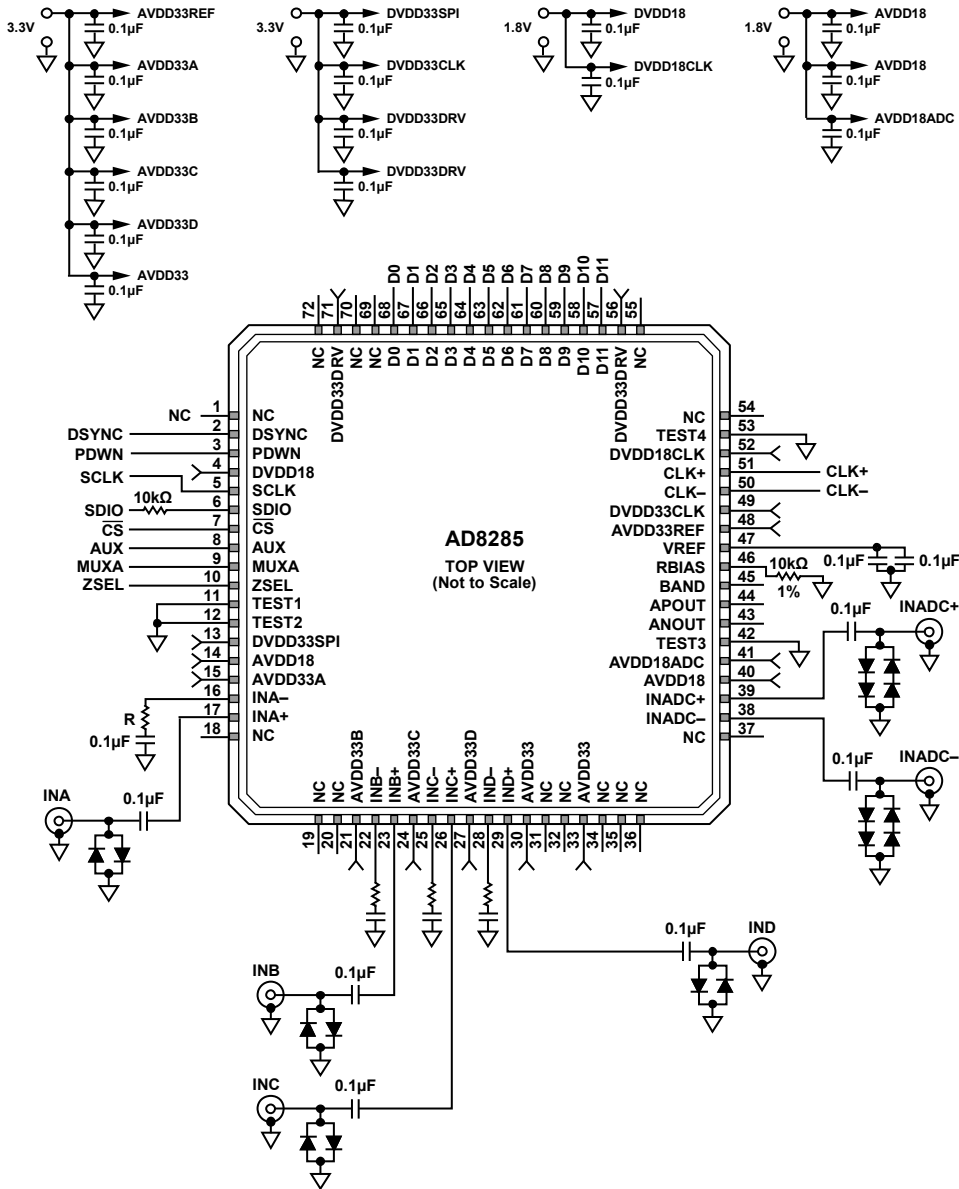 3.3V
AVDD33REF
0.1µF
AVDD33A
0.1µF
AVDD33B
0.1µF
AVDD33C
0.1µF
AVDD33D
0.1µF
AVDD33
0.1µF
3.3V
DVDD33SPI
0.1µF
DVDD33CLK
0.1µF
DVDD33DRV
0.1µF
DVDD33DRV
0.1µF
1.8V
DVDD18
0.1µF
DVDD18CLK
0.1µF
1.8V
AVDD18
0.1µF
AVDD18
0.1µF
AVDD18ADC
0.1µF
D0 D1 D2 D3 D4 D5 D6 D7 D8 D9 D10 D11
72 71 70 69 68 67 66 65 64 63 62 61 60 59 58 57 56 55
NC DVDD33DRV NC NC D0 D1 D2 D3 D4 D5 D6 D7 D8 D9 D10 D11 DVDD33DRV NC
NC 1 NC
DSYNC 2 DSYNC
PDWN 3 PDWN
4 DVDD18
SCLK 5 SCLK
SDIO 10kΩ 6 SDIO
CS 7 CS
AUX 8 AUX
MUXA 9 MUXA
ZSEL 10 ZSEL
11 TEST1
12 TEST2
13 DVDD33SPI
14 AVDD18
15 AVDD33A
16 INA–
17 INA+
18 NC
R
0.1µF
INA
0.1µF
AD8285
TOP VIEW
(Not to Scale)
NC 54
TEST4 53
DVDD18CLK 52
CLK+ 51 CLK+
CLK– 50 CLK–
DVDD33CLK 49
AVDD33REF 48
VREF 47
0.1µF 0.1µF
RBIAS 46 10kΩ
1%
BAND 45
APOUT 44
ANOUT 43
TEST3 42
AVDD18ADC 41
AVDD18 40
INADC+ 39
INADC– 38
NC 37
0.1µF INADC+
0.1µF INADC–
NC NC AVDD33B INB– INB+ AVDD33C INC– INC+ AVDD33D IND– IND+ AVDD33 NC NC AVDD33 NC NC NC
19 20 21 22 23 24 25 26 27 28 29 30 31 32 33 34 35 36
0.1µF IND
INB 0.1µF
INC 0.1µF